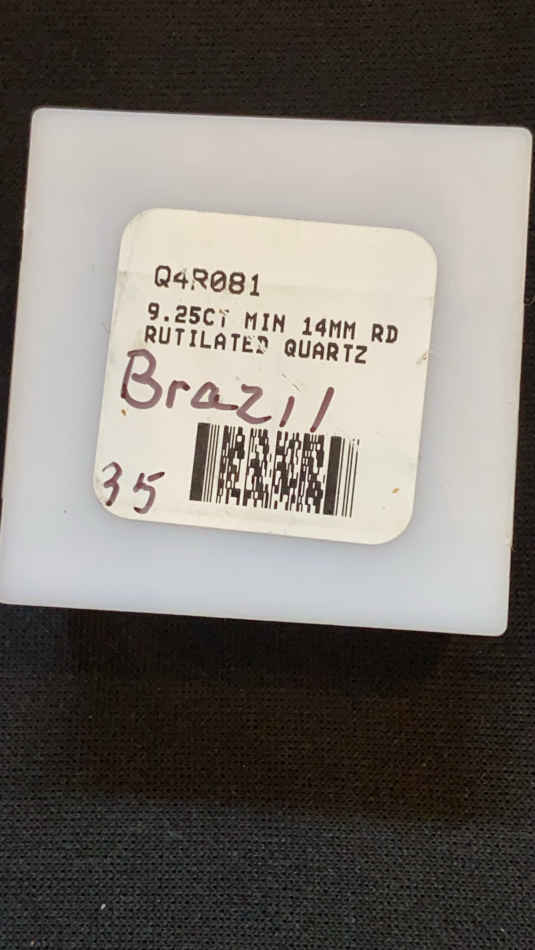 Q4R081
9.25CT MIN 14MM RD
RUTILATED QUARTZ
Brazil
35